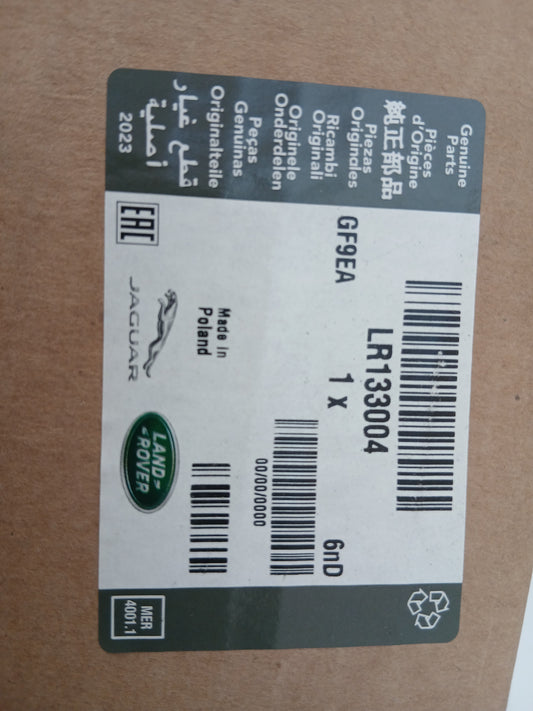 Genuine
Parts
Pièces
d'Origine
純正部品
Piezas
Originales
Ricambi
Originali
Originele
Onderdelen
Peças
Genuinas
Originalteile
قطع غيار
أصلية
2023
LR133004
GF9EA
1 x
6nD
00/00/0000
Made in
Poland
EAC
JAGUAR
LAND
ROVER
MER
4001.1